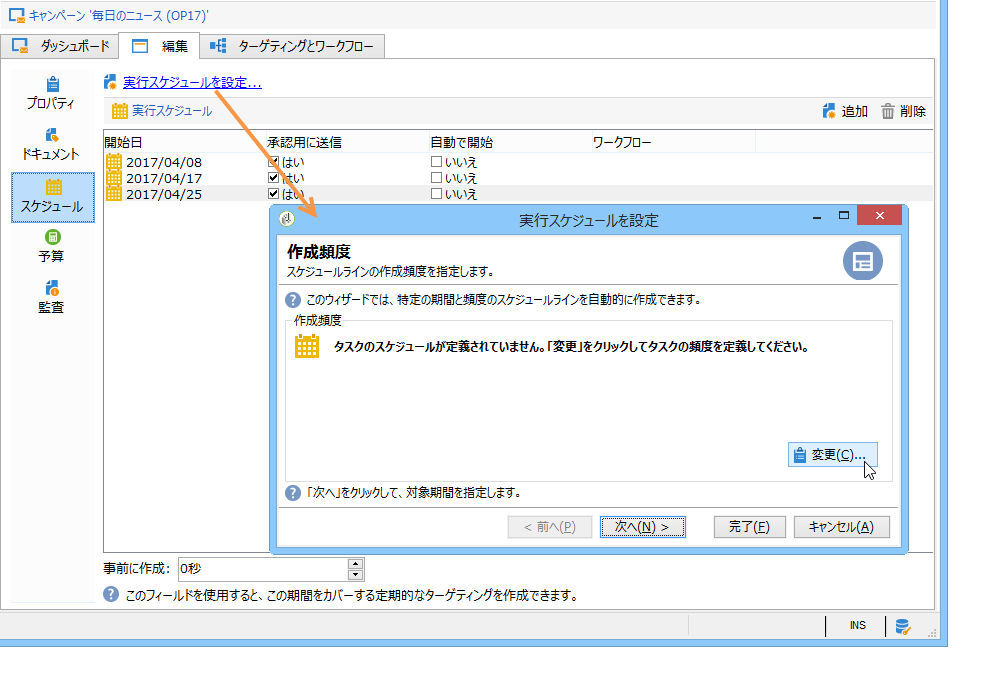 キャンペーン '毎日のニュース (OP17)'
ダッシュボード 編集 ターゲティングとワークフロー
プロパティ
ドキュメント
スケジュール
予算
監査
実行スケジュールを設定...
実行スケジュール 追加 削除
開始日 承認用に送信 自動で開始 ワークフロー
2017/04/08 はい いいえ
2017/04/17 はい いいえ
2017/04/25 はい いいえ
実行スケジュールを設定
作成頻度
スケジュールラインの作成頻度を指定します。
? このウィザードでは、特定の期間と頻度のスケジュールラインを自動的に作成できます。
作成頻度
タスクのスケジュールが定義されていません。「変更」をクリックしてタスクの頻度を定義してください。
変更(C)...
? 「次へ」をクリックして、対象期間を指定します。
< 前へ(P) 次へ(N) > 完了(F) キャンセル(A)
事前に作成: 0秒
? このフィールドを使用すると、この期間をカバーする定期的なターゲティングを作成できます。
INS